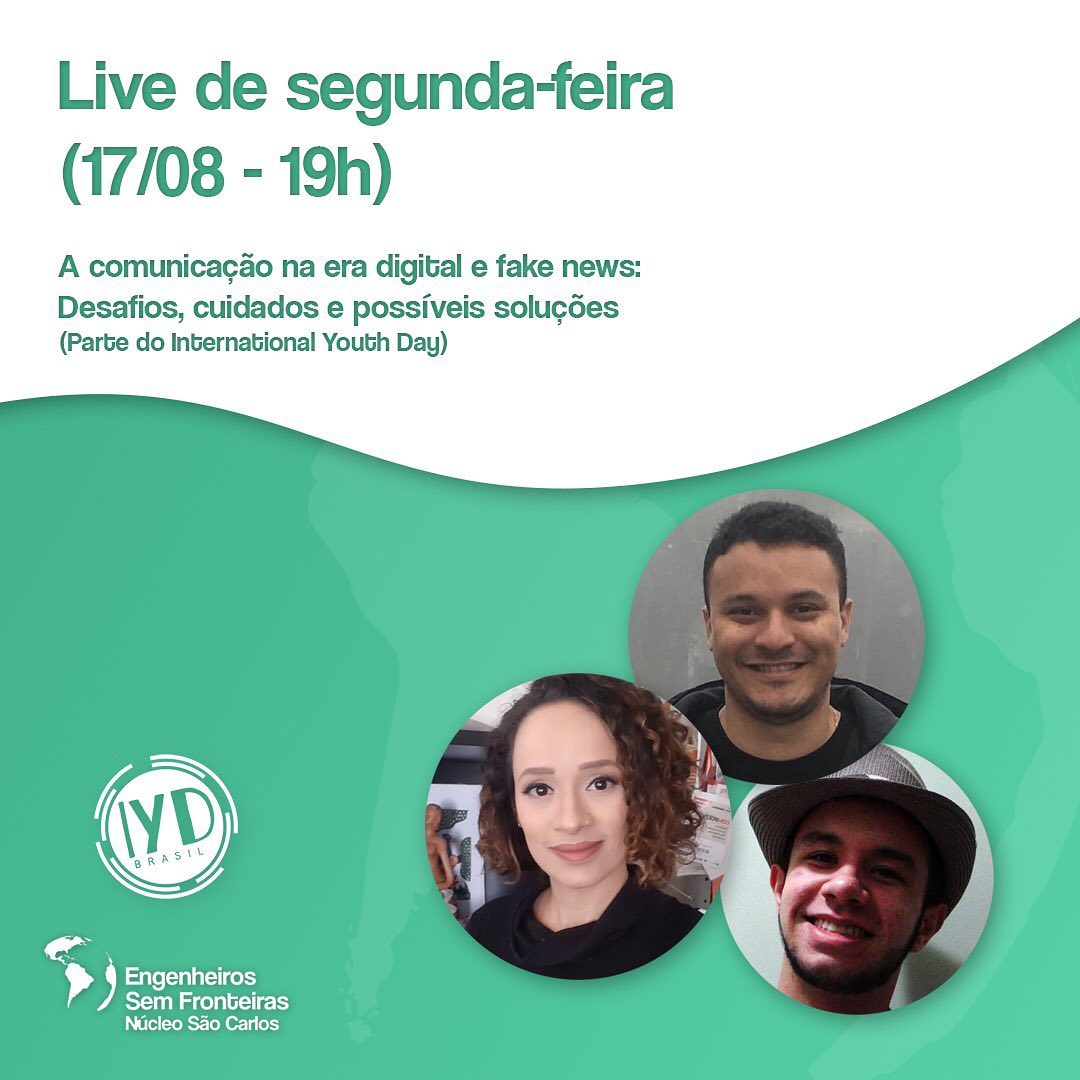 Live de segunda-feira
(17/08 - 19h)
A comunicação na era digital e fake news:
Desafios, cuidados e possíveis soluções
(Parte do International Youth Day)
IYD
BRASIL
Engenheiros
Sem Fronteiras
Núcleo São Carlos